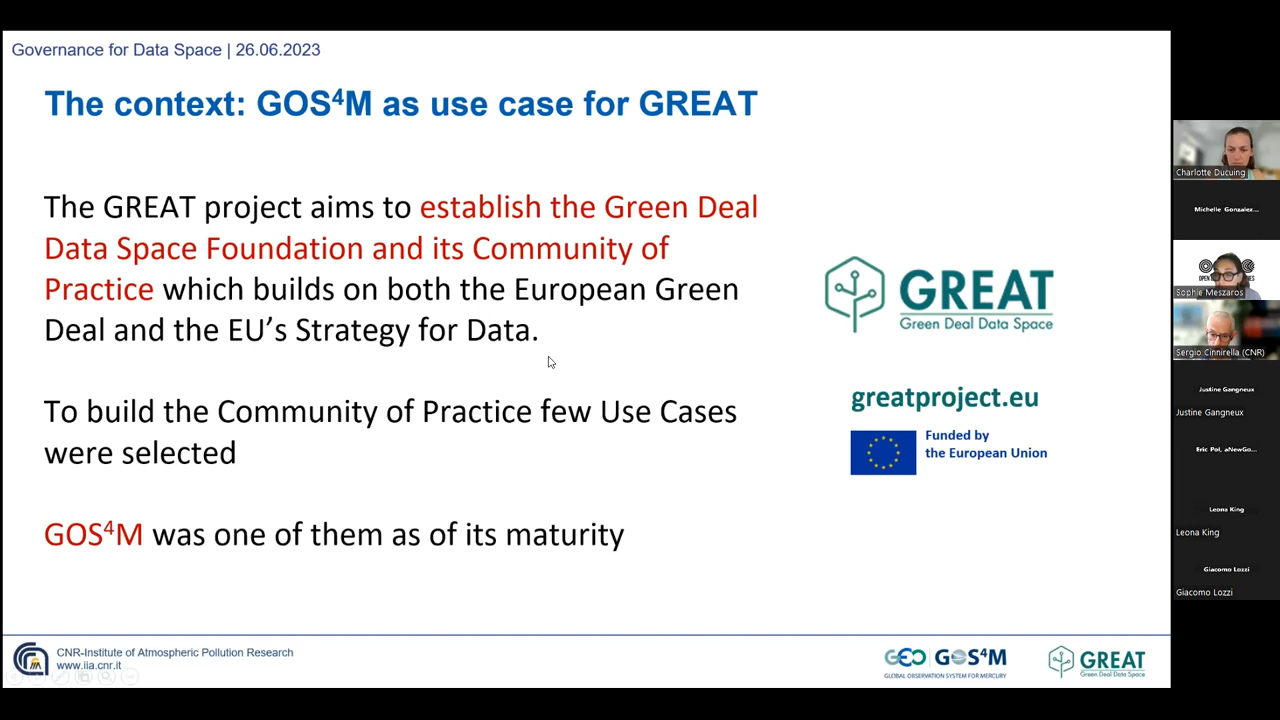 Governance for Data Space | 26.06.2023
The context: GOS⁴M as use case for GREAT
The GREAT project aims to establish the Green Deal
Data Space Foundation and its Community of
Practice which builds on both the European Green
Deal and the EU’s Strategy for Data.
To build the Community of Practice few Use Cases
were selected
GOS⁴M was one of them as of its maturity
GREAT
Green Deal Data Space
greatproject.eu
Funded by
the European Union
CNR-Institute of Atmospheric Pollution Research
www.iia.cnr.it
GEO GOS⁴M
GLOBAL OBSERVATION SYSTEM FOR MERCURY
GREAT
Green Deal Data Space
Charlotte Ducuing
Michelle Gonzalez...
Sophie Meszaros
Sergio Cinnirella (CNR)
Justine Gangneux
Justine Gangneux
Eric Pol, aNewGo...
Leona King
Leona King
Giacomo Lozzi
Giacomo Lozzi